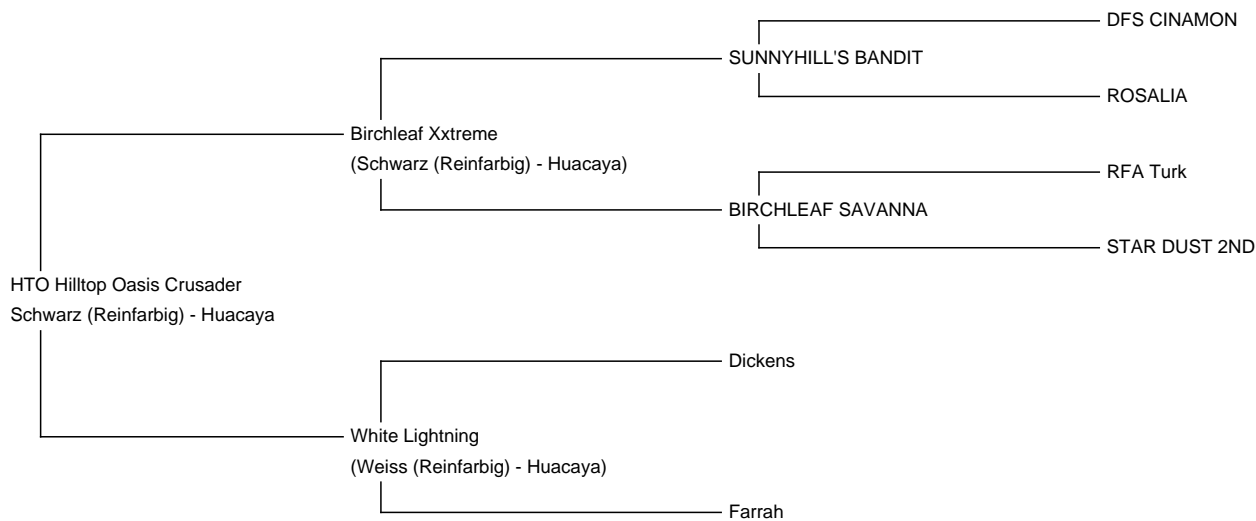 DFS CINAMON
SUNNYHILL'S BANDIT
ROSALIA
Birchleaf Xxtreme
(Schwarz (Reinfarbig) - Huacaya)
RFA Turk
BIRCHLEAF SAVANNA
STAR DUST 2ND
HTO Hilltop Oasis Crusader
Schwarz (Reinfarbig) - Huacaya
Dickens
White Lightning
(Weiss (Reinfarbig) - Huacaya)
Farrah